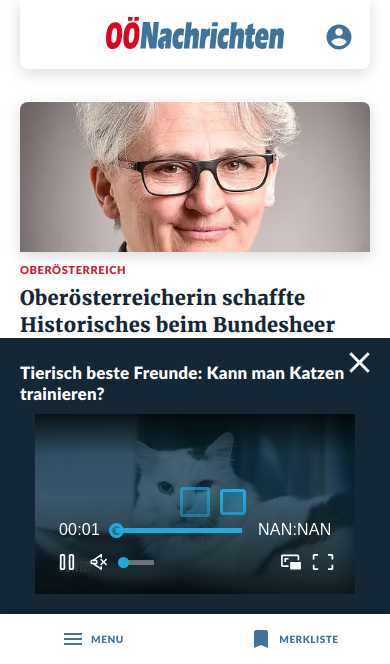 OÖNachrichten
OBERÖSTERREICH
Oberösterreicherin schaffte
Historisches beim Bundesheer
Tierisch beste Freunde: Kann man Katzen
trainieren?
00:01 NAN:NAN
MENU MERKLISTE